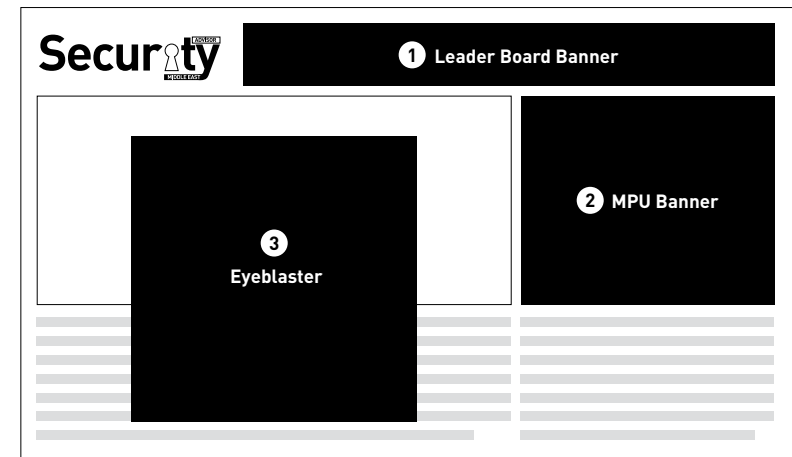 Security
ADVISOR
MIDDLE EAST
1 Leader Board Banner
2 MPU Banner
3
Eyeblaster